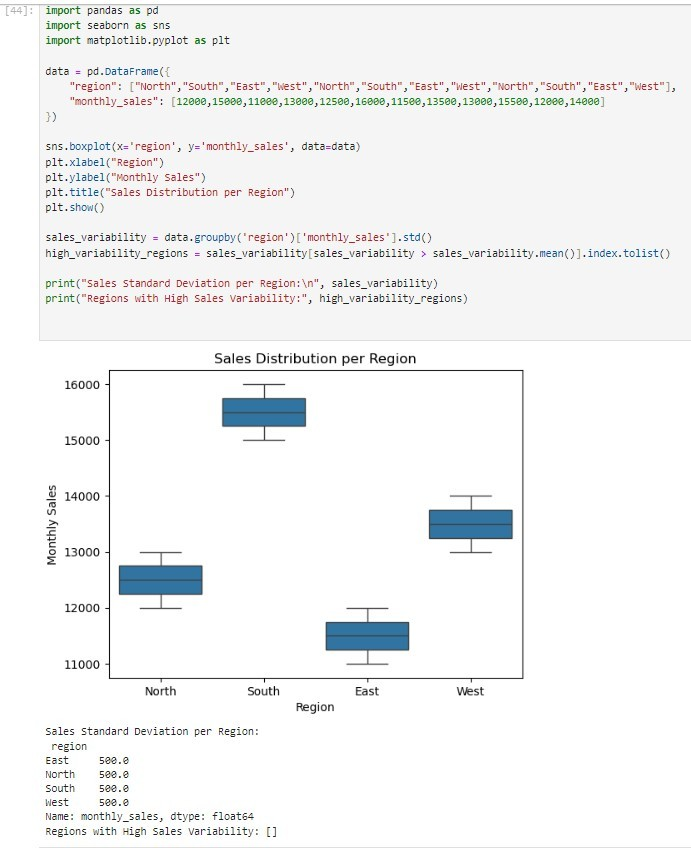 [44]:
import pandas as pd
import seaborn as sns
import matplotlib.pyplot as plt
data = pd.DataFrame({
    "region": ["North","South","East","West","North","South","East","West","North","South","East","West"],
    "monthly_sales": [12000,15000,11000,13000,12500,16000,11500,13500,13000,15500,12000,14000]
})
sns.boxplot(x='region', y='monthly_sales', data=data)
plt.xlabel("Region")
plt.ylabel("Monthly Sales")
plt.title("Sales Distribution per Region")
plt.show()
sales_variability = data.groupby('region')['monthly_sales'].std()
high_variability_regions = sales_variability[sales_variability > sales_variability.mean()].index.tolist()
print("Sales Standard Deviation per Region:\n", sales_variability)
print("Regions with High Sales Variability:", high_variability_regions)
Sales Distribution per Region
Monthly Sales
16000
15000
14000
13000
12000
11000
North South East West
Region
Sales Standard Deviation per Region:
 region
East     500.0
North    500.0
South    500.0
West     500.0
Name: monthly_sales, dtype: float64
Regions with High Sales Variability: []